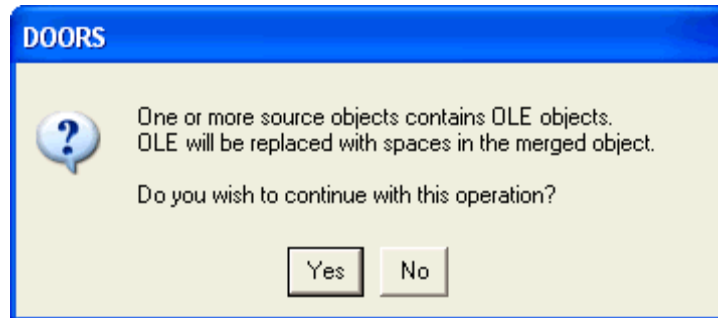 DOORS
One or more source objects contains OLE objects.
OLE will be replaced with spaces in the merged object.
Do you wish to continue with this operation?
Yes No